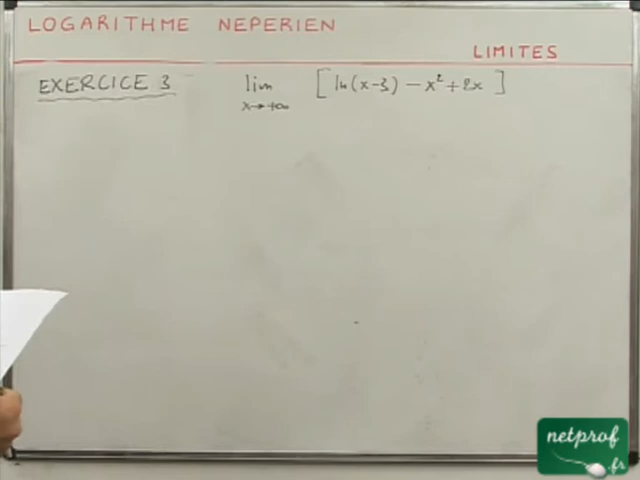 LOGARITHME NEPERIEN
LIMITES
EXERCICE 3 lim [ln(x-3) - x² + 2x]
x→+∞
netprof
.fr